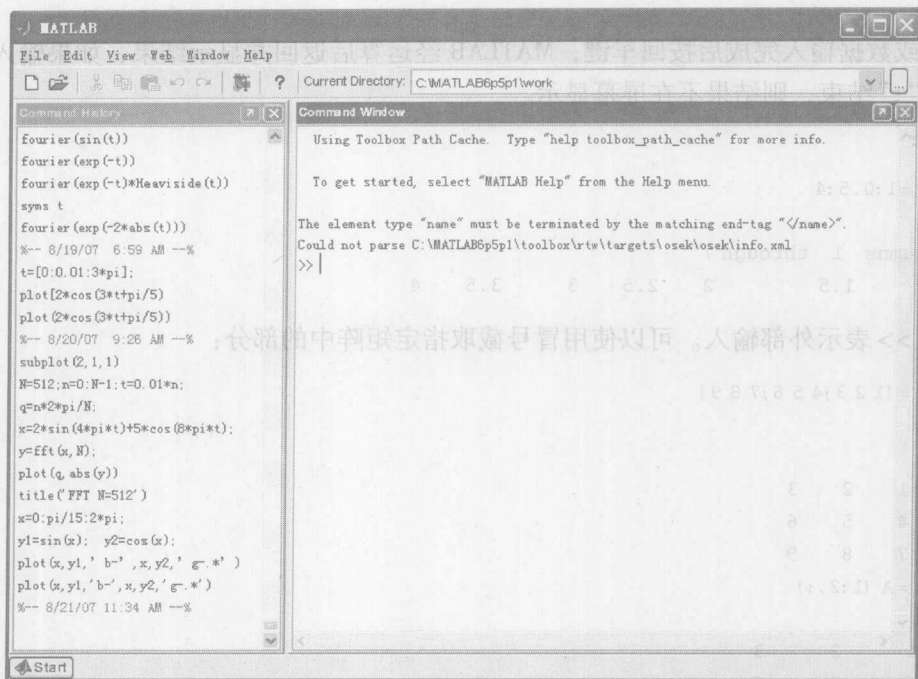 MATLAB
File Edit View Web Window Help
? Current Directory: C:\MATLAB6p5p1\work
Command History
fourier(sin(t))
fourier(exp(-t))
fourier(exp(-t)*Heaviside(t))
syms t
fourier(exp(-2*abs(t)))
%-- 8/19/07 6:59 AM --%
t=[0:0.01:3*pi];
plot[2*cos(3*t+pi/5)
plot(2*cos(3*t+pi/5))
%-- 8/20/07 9:26 AM --%
subplot(2,1,1)
N=512;n=0:N-1;t=0.01*n;
q=n*2*pi/N;
x=2*sin(4*pi*t)+5*cos(8*pi*t);
y=fft(x,N);
plot(q,abs(y))
title('FFT N=512')
x=0:pi/15:2*pi;
y1=sin(x); y2=cos(x);
plot(x,y1,' b-' ,x,y2,' g-.*' )
plot(x,y1,'b-',x,y2,'g-.*')
%-- 8/21/07 11:34 AM --%
Command Window
Using Toolbox Path Cache. Type "help toolbox_path_cache" for more info.
To get started, select "MATLAB Help" from the Help menu.
The element type "name" must be terminated by the matching end-tag "</name>".
Could not parse C:\MATLAB6p5p1\toolbox\rtw\targets\osek\osek\info.xml
>>
Start